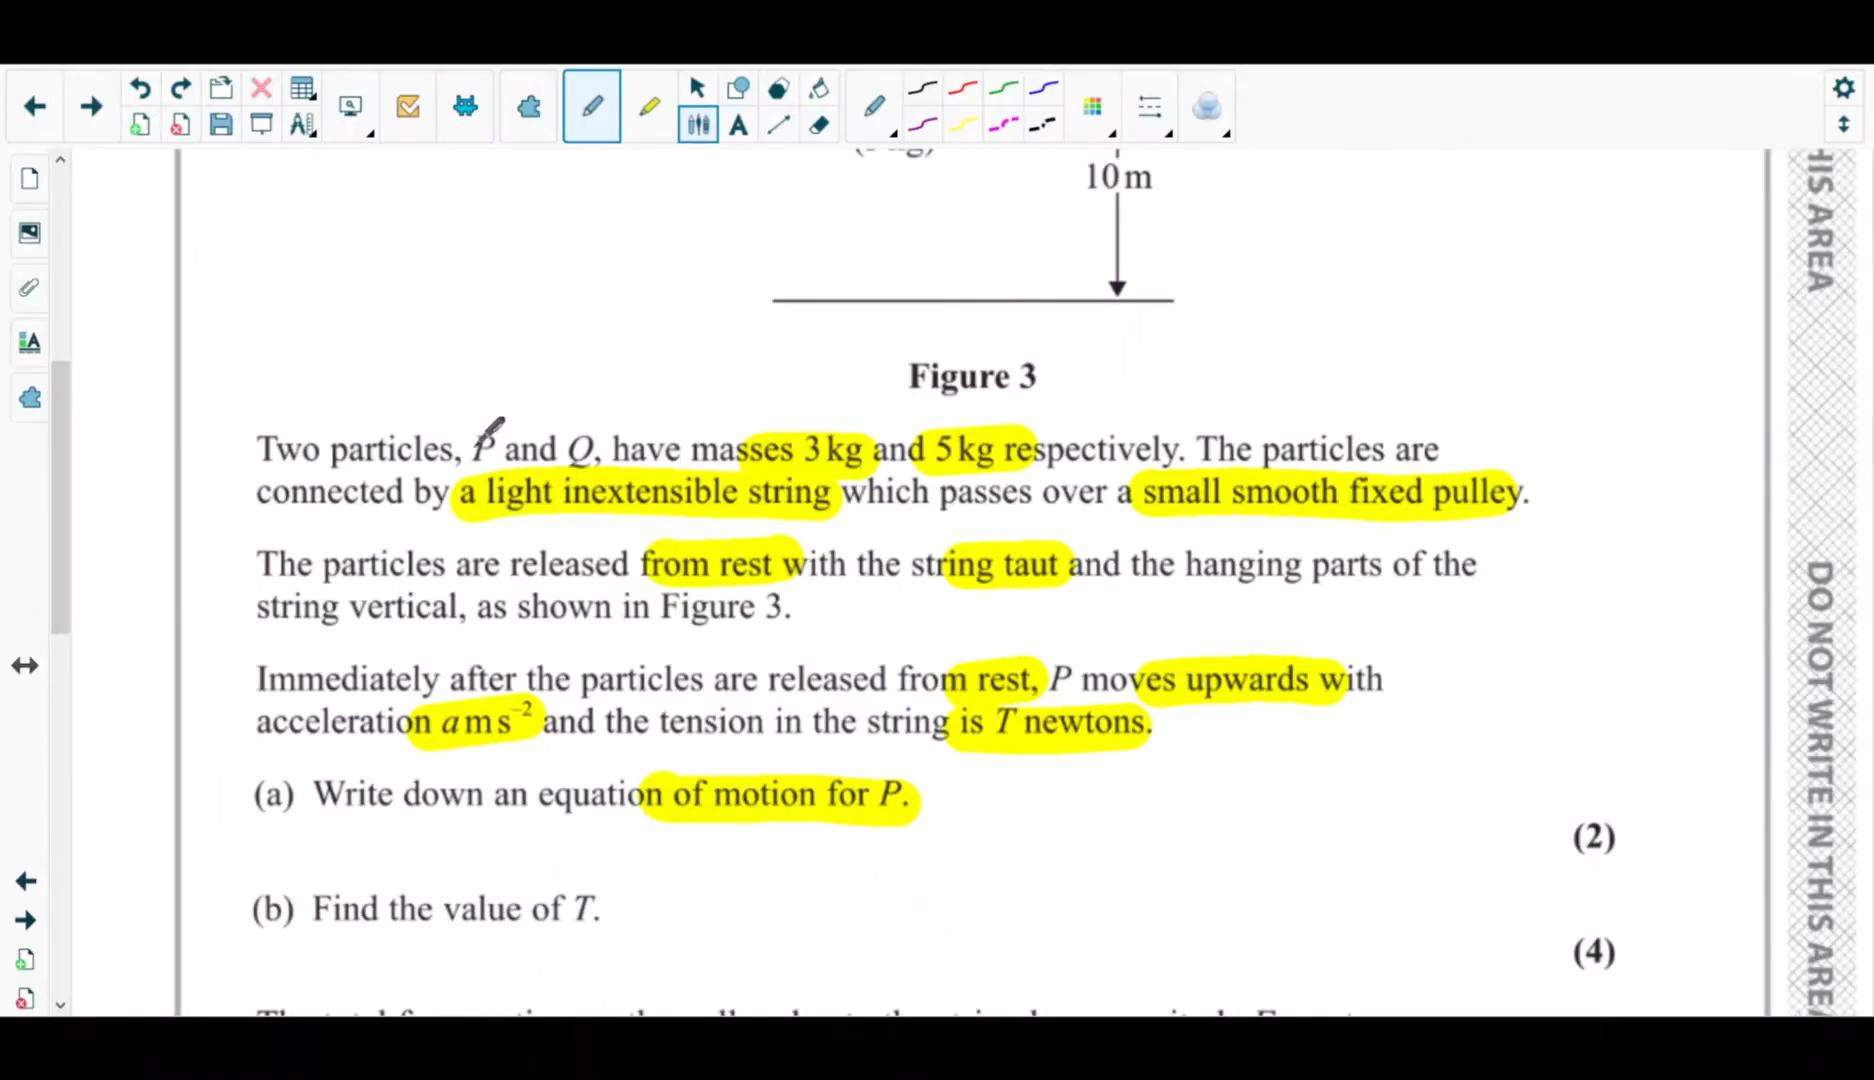 10 m
Figure 3
Two particles, P and Q, have masses 3 kg and 5 kg respectively. The particles are
connected by a light inextensible string which passes over a small smooth fixed pulley.
The particles are released from rest with the string taut and the hanging parts of the
string vertical, as shown in Figure 3.
Immediately after the particles are released from rest, P moves upwards with
acceleration a m s⁻² and the tension in the string is T newtons.
(a) Write down an equation of motion for P.
(2)
(b) Find the value of T.
(4)
HIS AREA
DO NOT WRITE IN THIS AREA